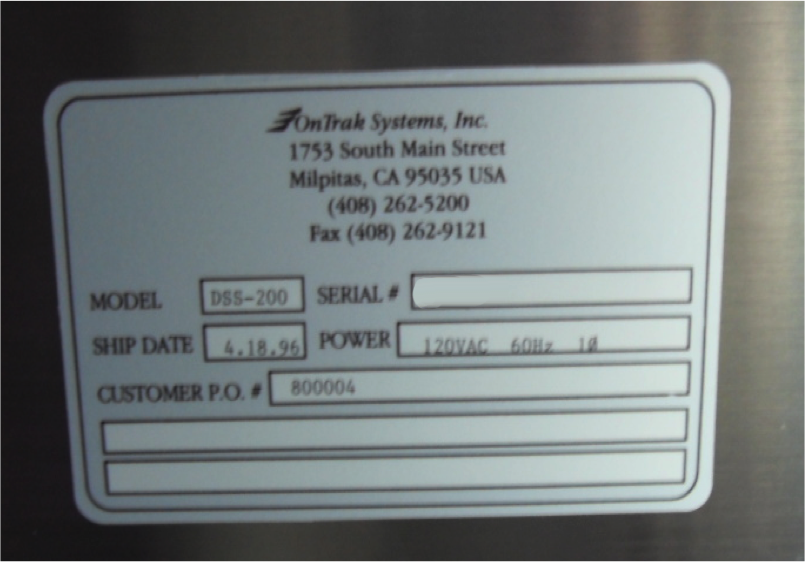 OnTrak Systems, Inc.
1753 South Main Street
Milpitas, CA 95035 USA
(408) 262-5200
Fax (408) 262-9121
MODEL DSS-200 SERIAL #
SHIP DATE 4.18.96 POWER 120VAC 60Hz 1Ø
CUSTOMER P.O. # 800004